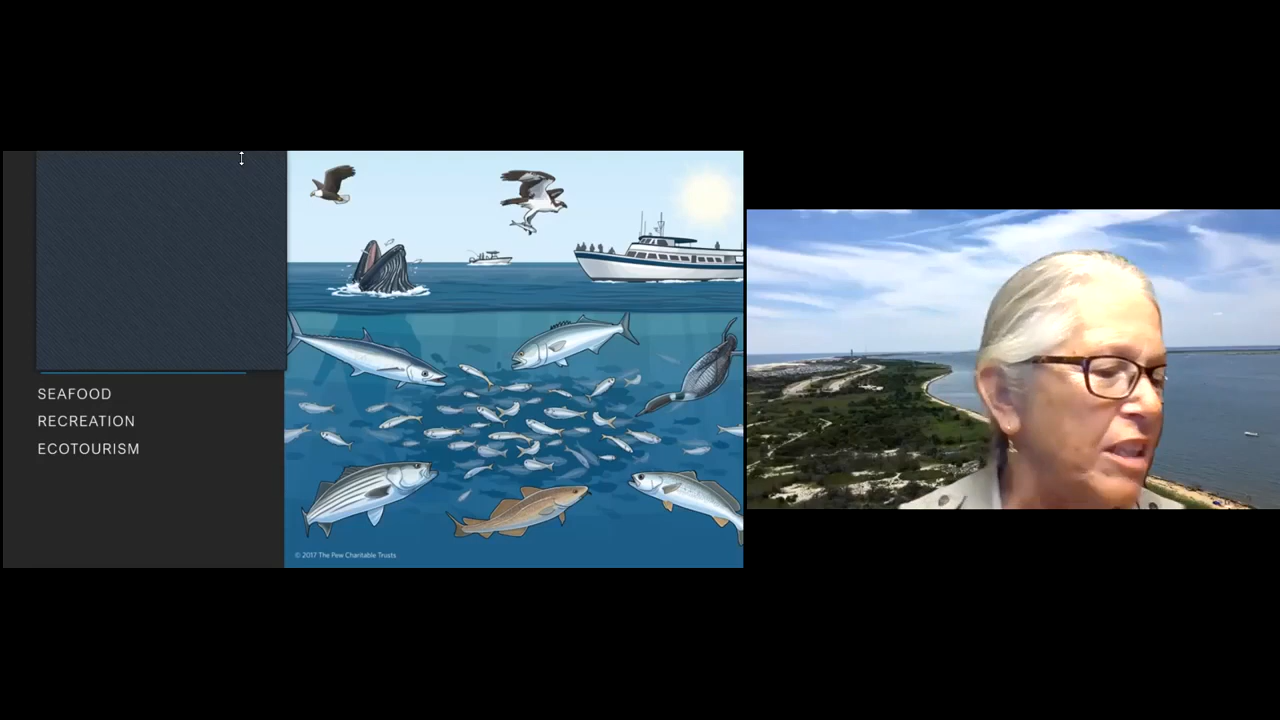 SEAFOOD
RECREATION
ECOTOURISM
© 2017 The Pew Charitable Trusts